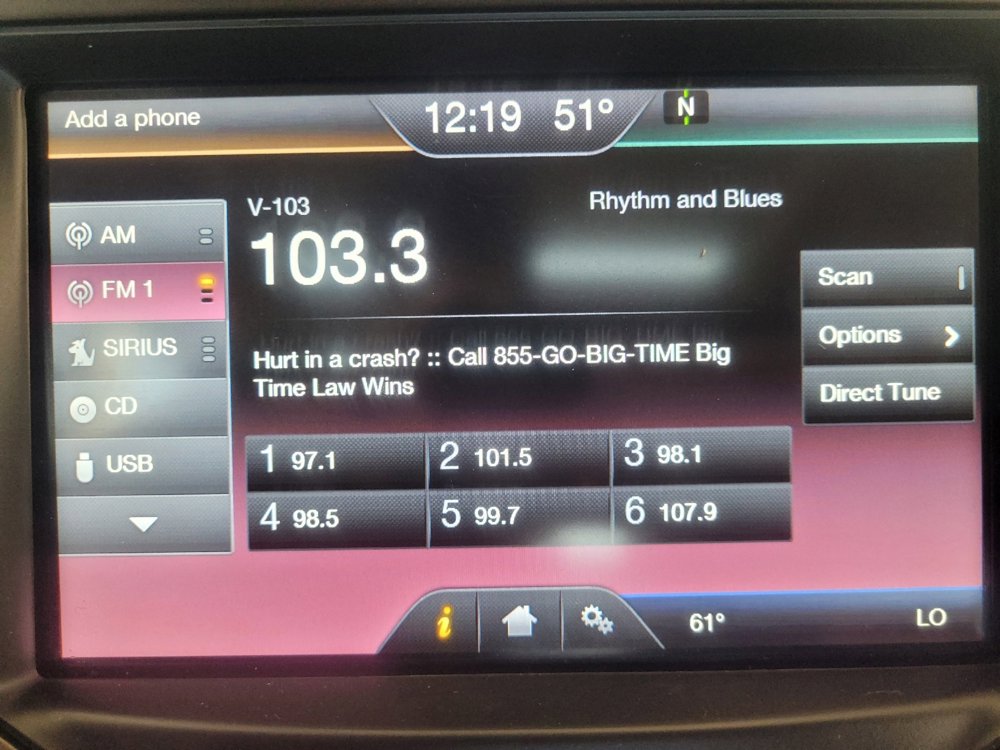 Add a phone
12:19 51°
N
AM
FM 1
SIRIUS
CD
USB
V-103
Rhythm and Blues
103.3
Hurt in a crash? :: Call 855-GO-BIG-TIME Big
Time Law Wins
Scan
Options
Direct Tune
1 97.1
2 101.5
3 98.1
4 98.5
5 99.7
6 107.9
i
61°
LO